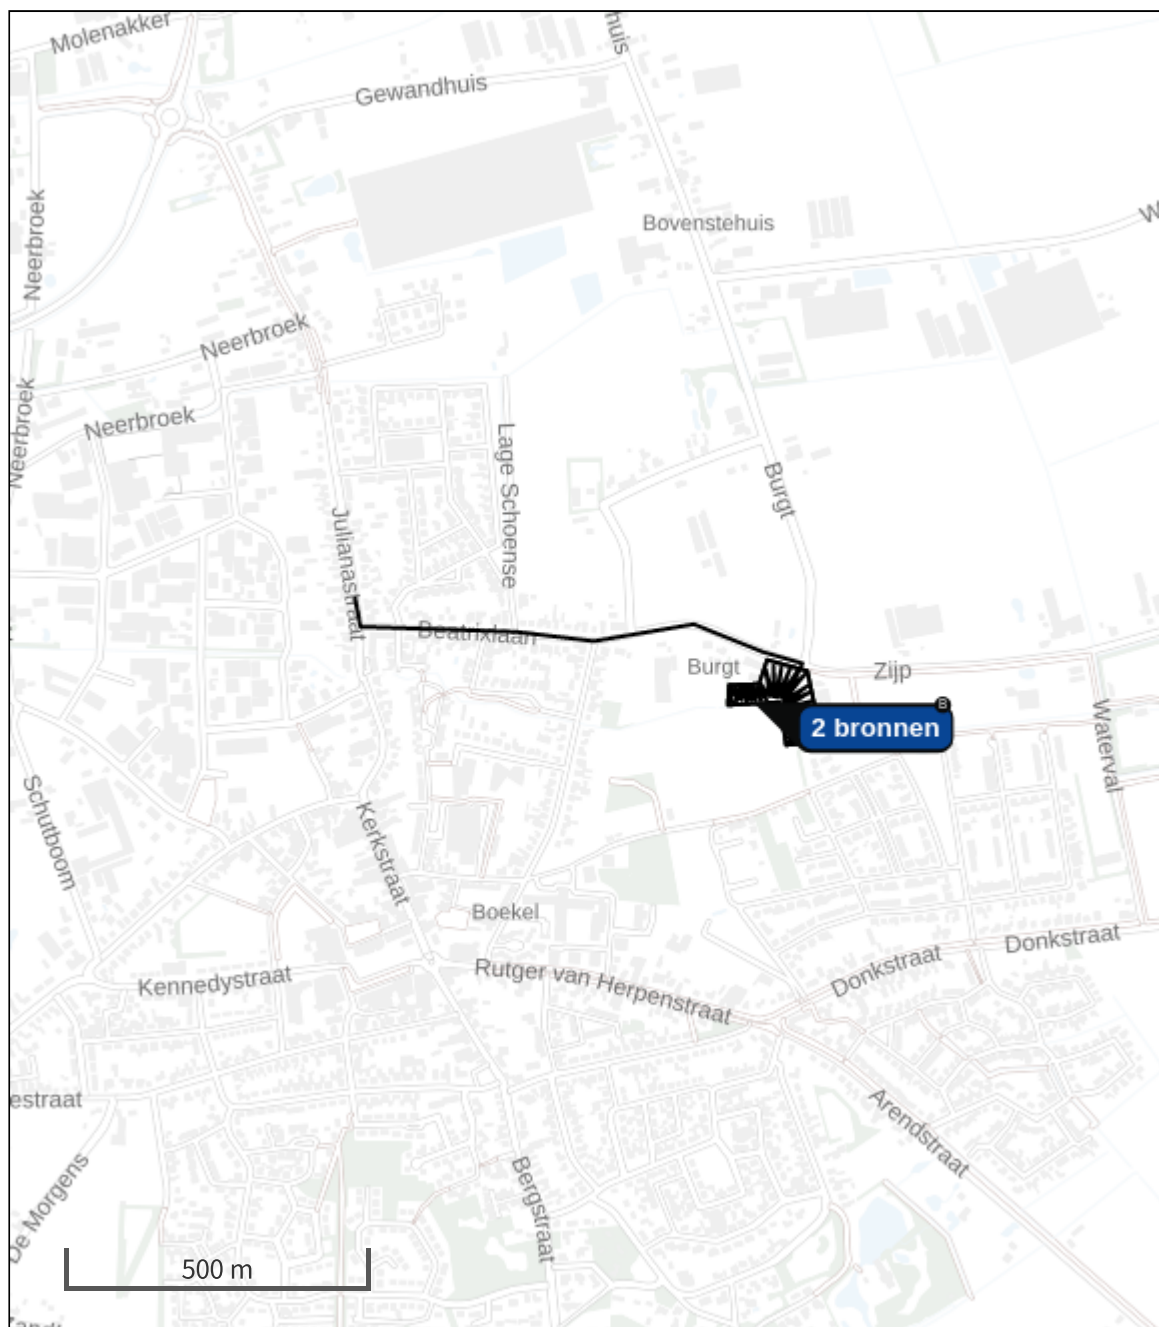 Molenakker
huis
Gewandhuis
Neerbroek
Bovenstehuis
W
Neerbroek
Neerbroek
Neerbroek
Lage Schoense
Burgt
Julianastraat
Beatrixlaan
Burgt
Zijp
B
2 bronnen
Waterval
Schutboom
Kerkstraat
Boekel
Donkstraat
Donkstraat
Kennedystraat
Rutger van Herpenstraat
estraat
Arendstraat
De Morgens
Bergstraat
500 m